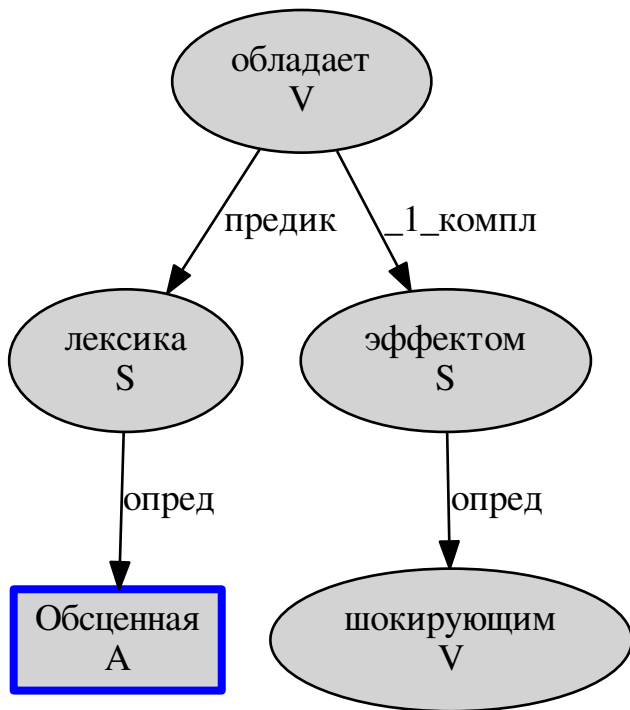 обладает
V
предик
_1_компл
лексика
S
эффектом
S
опред
опред
Обсценная
A
шокирующим
V